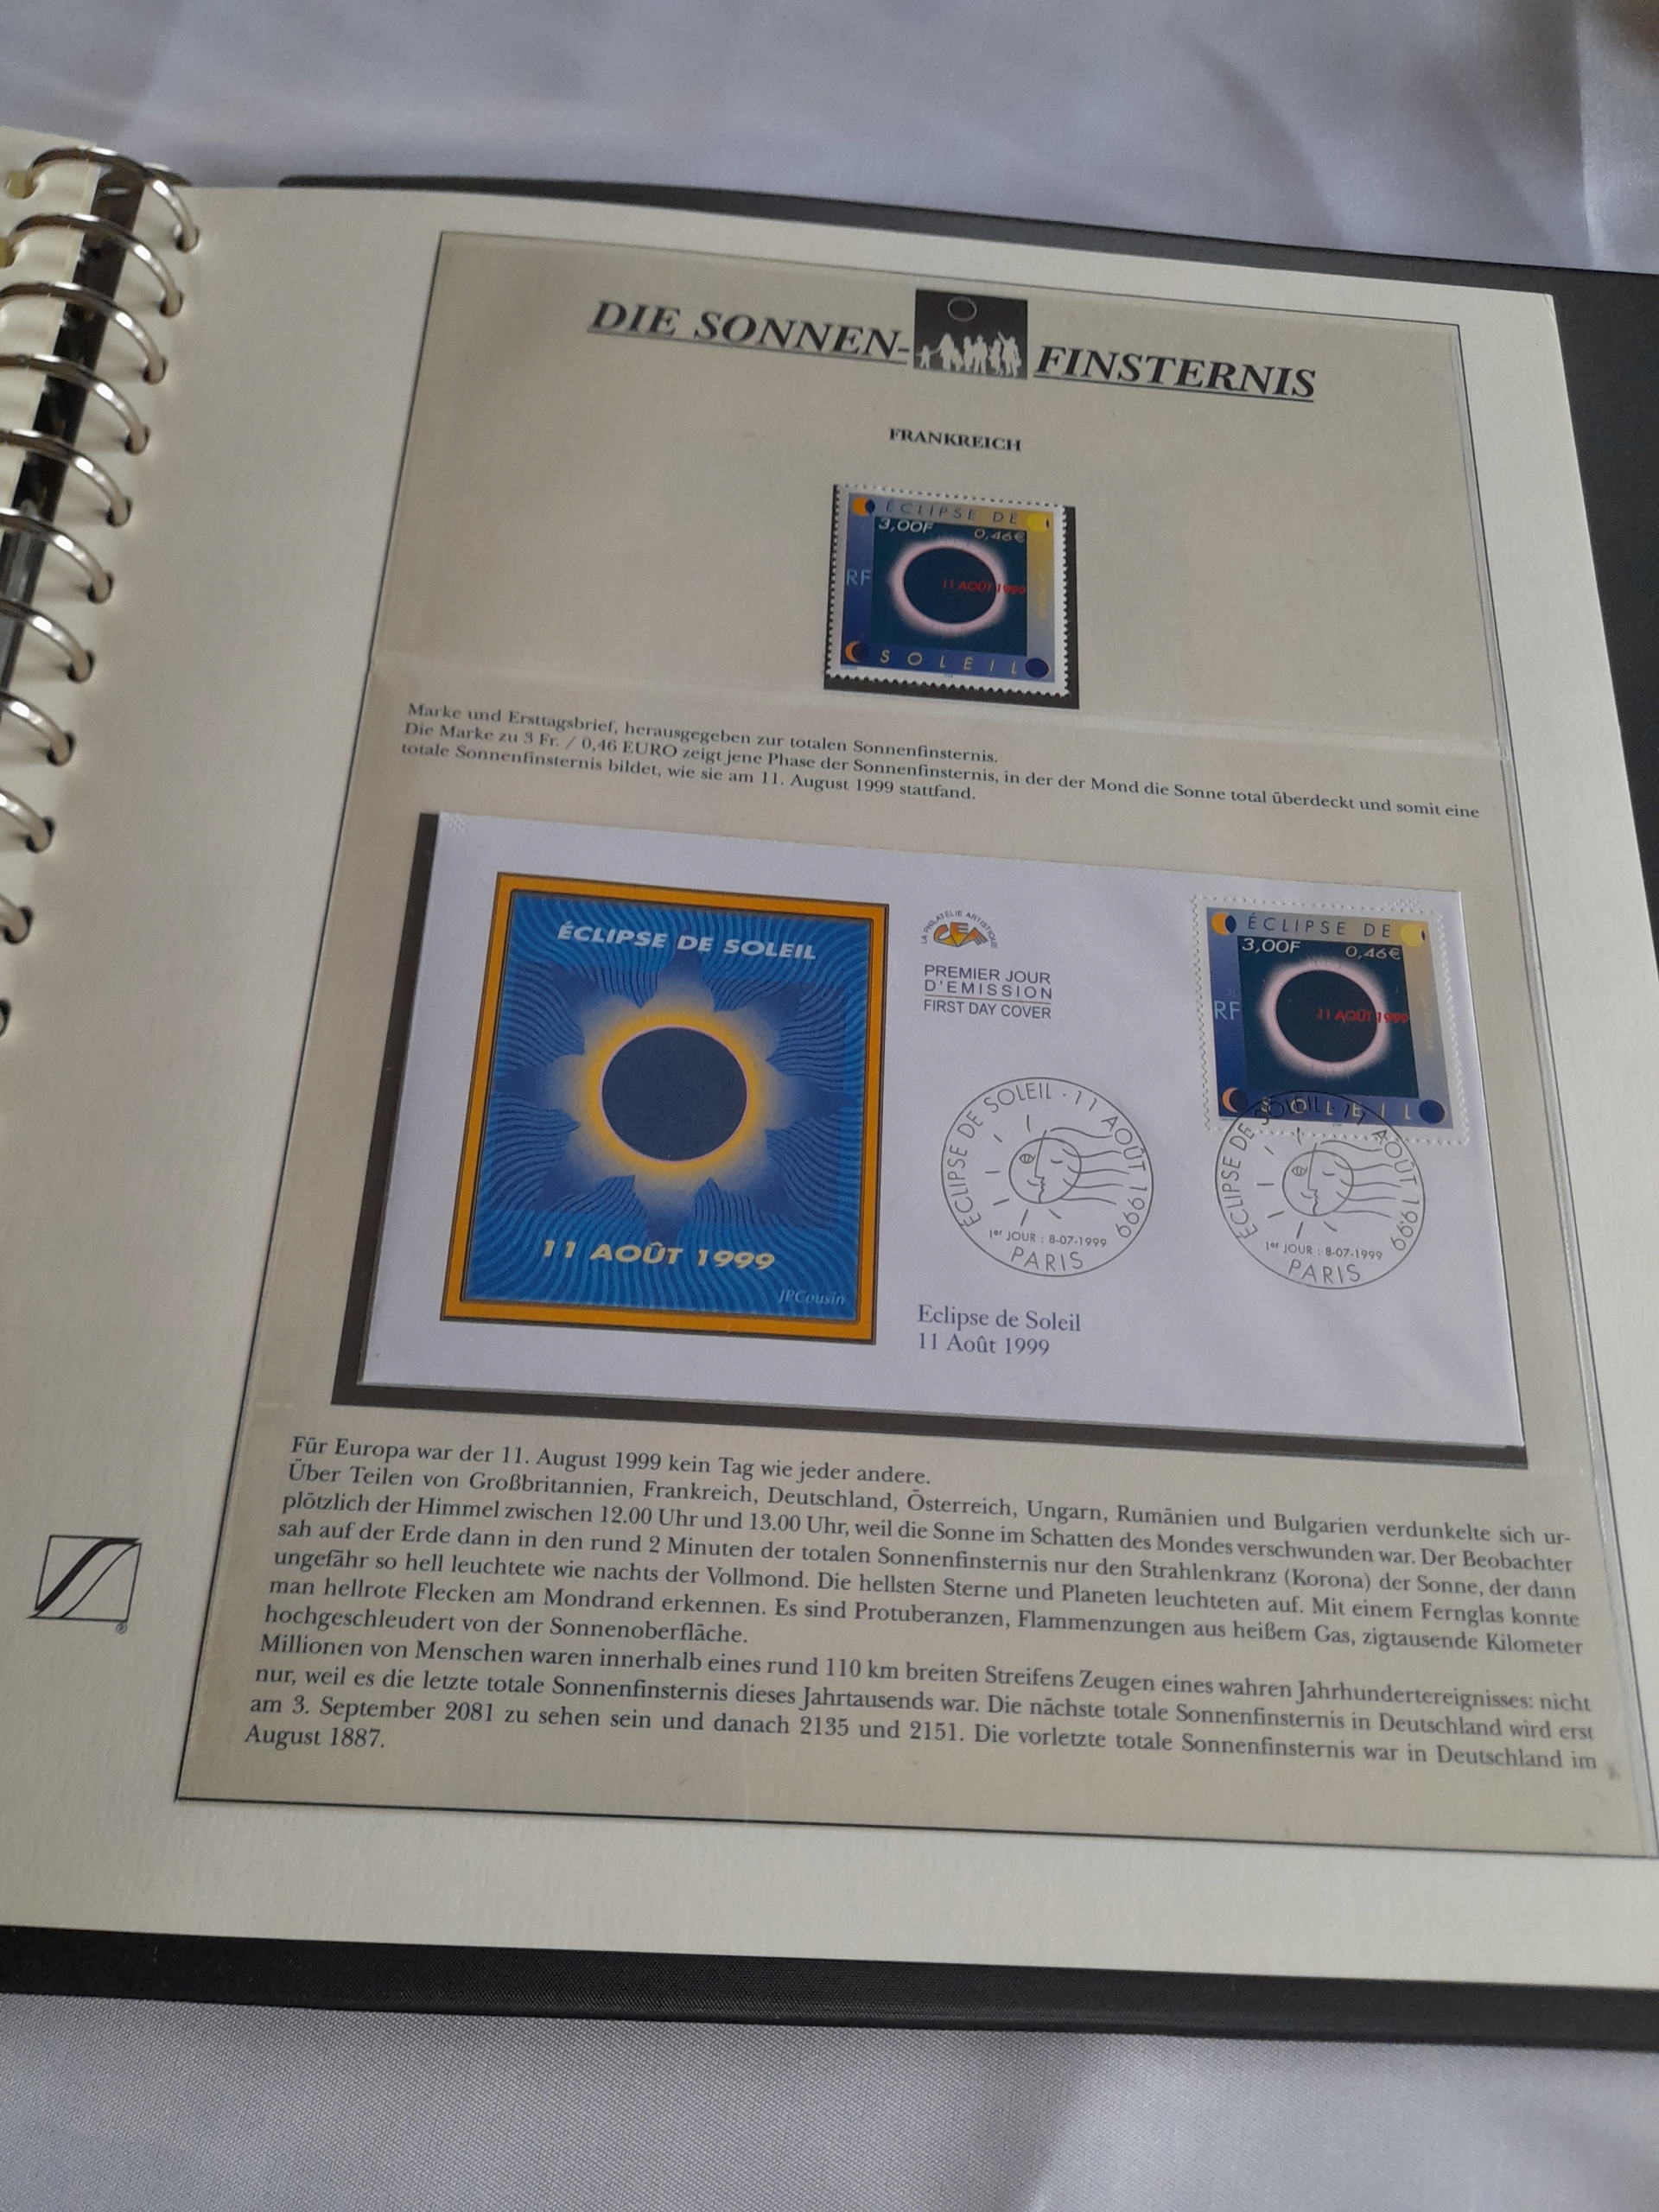 DIE SONNEN-FINSTERNIS
FRANKREICH
ÉCLIPSE DE
3,00F 0,46€
RF
11 AOÛT 1999
LA POSTE
SOLEIL
Marke und Ersttagsbrief, herausgegeben zur totalen Sonnenfinsternis.
Die Marke zu 3 Fr. / 0,46 EURO zeigt jene Phase der Sonnenfinsternis, in der der Mond die Sonne total überdeckt und somit eine
totale Sonnenfinsternis bildet, wie sie am 11. August 1999 stattfand.
ÉCLIPSE DE SOLEIL
11 AOÛT 1999
JP.Cousin
LA PHILATELIE ARTISTIQUE
CEF
PREMIER JOUR
D'EMISSION
FIRST DAY COVER
ÉCLIPSE DE
3,00F 0,46€
RF
11 AOÛT 1999
SOLEIL
ÉCLIPSE DE SOLEIL · 11 AOÛT 1999
1er JOUR : 8-07-1999
PARIS
ÉCLIPSE DE SOLEIL · 11 AOÛT 1999
1er JOUR : 8-07-1999
PARIS
Eclipse de Soleil
11 Août 1999
Für Europa war der 11. August 1999 kein Tag wie jeder andere.
Über Teilen von Großbritannien, Frankreich, Deutschland, Österreich, Ungarn, Rumänien und Bulgarien verdunkelte sich ur-
plötzlich der Himmel zwischen 12.00 Uhr und 13.00 Uhr, weil die Sonne im Schatten des Mondes verschwunden war. Der Beobachter
sah auf der Erde dann in den rund 2 Minuten der totalen Sonnenfinsternis nur den Strahlenkranz (Korona) der Sonne, der dann
ungefähr so hell leuchtete wie nachts der Vollmond. Die hellsten Sterne und Planeten leuchteten auf. Mit einem Fernglas konnte
man hellrote Flecken am Mondrand erkennen. Es sind Protuberanzen, Flammenzungen aus heißem Gas, zigtausende Kilometer
hochgeschleudert von der Sonnenoberfläche.
Millionen von Menschen waren innerhalb eines rund 110 km breiten Streifens Zeugen eines wahren Jahrhundertereignisses: nicht
nur, weil es die letzte totale Sonnenfinsternis dieses Jahrtausends war. Die nächste totale Sonnenfinsternis in Deutschland wird erst
am 3. September 2081 zu sehen sein und danach 2135 und 2151. Die vorletzte totale Sonnenfinsternis war in Deutschland im
August 1887.